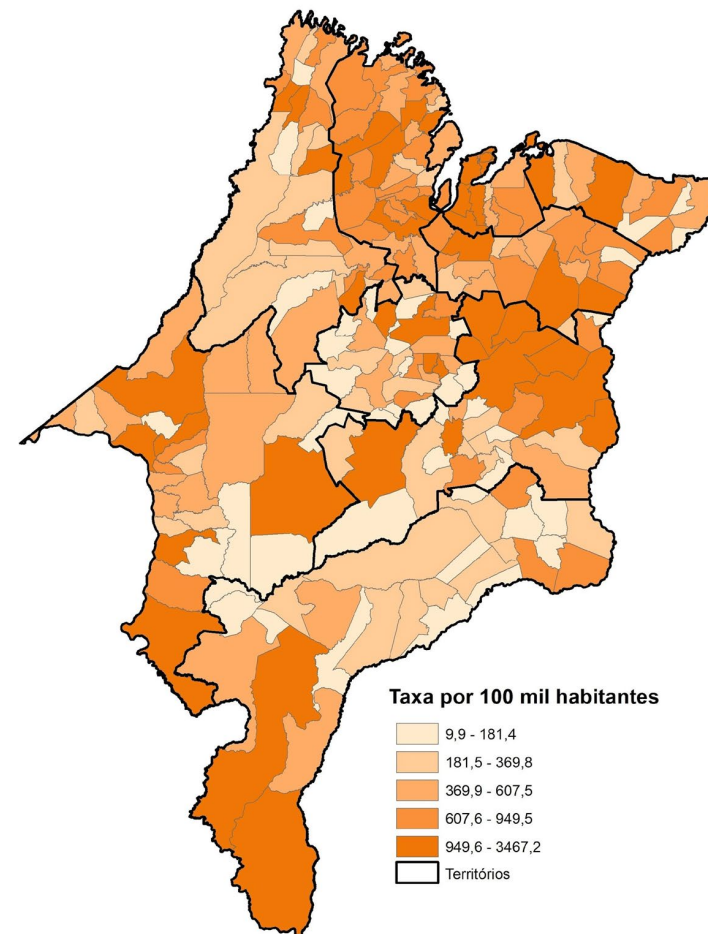 Taxa por 100 mil habitantes
9,9 - 181,4
181,5 - 369,8
369,9 - 607,5
607,6 - 949,5
949,6 - 3467,2
Territórios